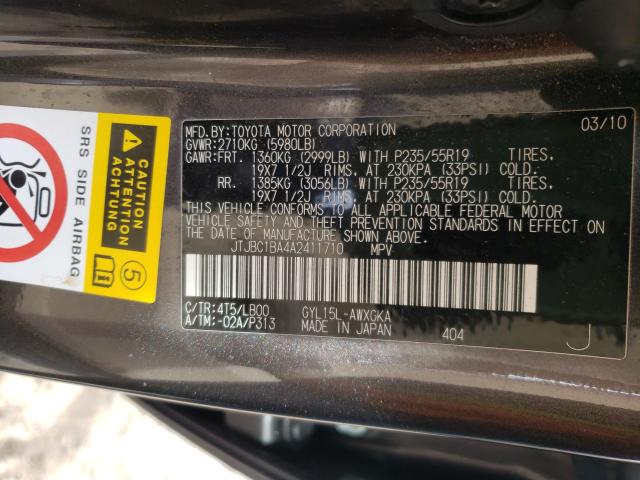 MFD.BY:TOYOTA MOTOR CORPORATION 03/10
GVWR:2710KG (5980LB)
GAWR:FRT. 1360KG (2999LB) WITH P235/55R19 TIRES.
19X7 1/2J RIMS, AT 230KPA (33PSI) COLD.
RR. 1385KG (3056LB) WITH P235/55R19 TIRES.
19X7 1/2J RIMS, AT 230KPA (33PSI) COLD.
THIS VEHICLE CONFORMS TO ALL APPLICABLE FEDERAL MOTOR
VEHICLE SAFETY AND THEFT PREVENTION STANDARDS IN EFFECT ON
THE DATE OF MANUFACTURE SHOWN ABOVE.
JTJBC1BA4A2411710 MPV
C/TR:4T5/LB00 GYL15L-AWXGKA
A/TM:-02A/P313 MADE IN JAPAN 404 J
SRS SIDE AIRBAG
5